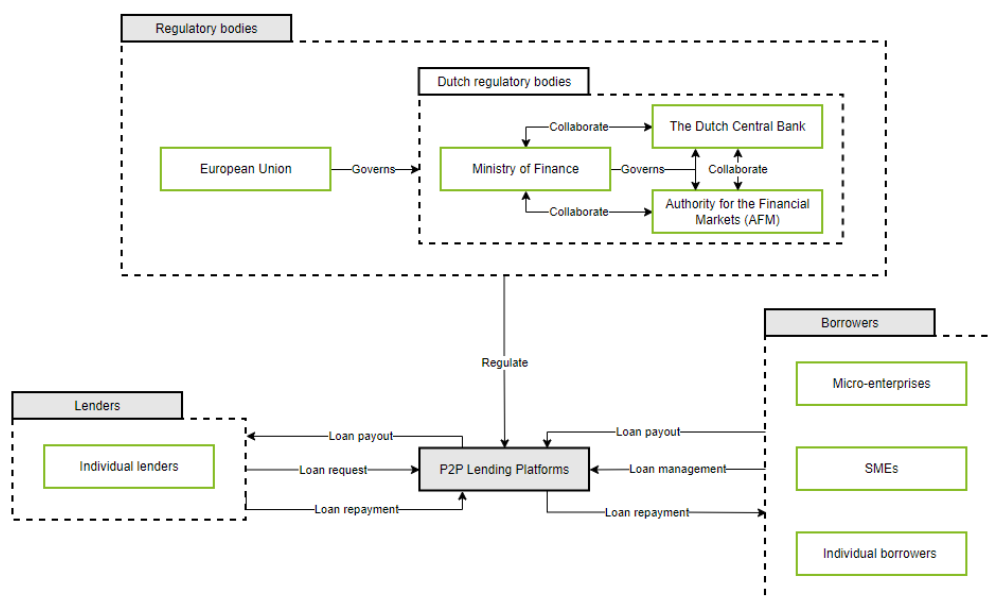 Regulatory bodies
Dutch regulatory bodies
The Dutch Central Bank
Collaborate
European Union
Governs
Ministry of Finance
Governs
Collaborate
Collaborate
Authority for the Financial
Markets (AFM)
Regulate
Borrowers
Micro-enterprises
Lenders
Individual lenders
Loan payout
Loan request
Loan repayment
P2P Lending Platforms
Loan payout
Loan management
Loan repayment
SMEs
Individual borrowers